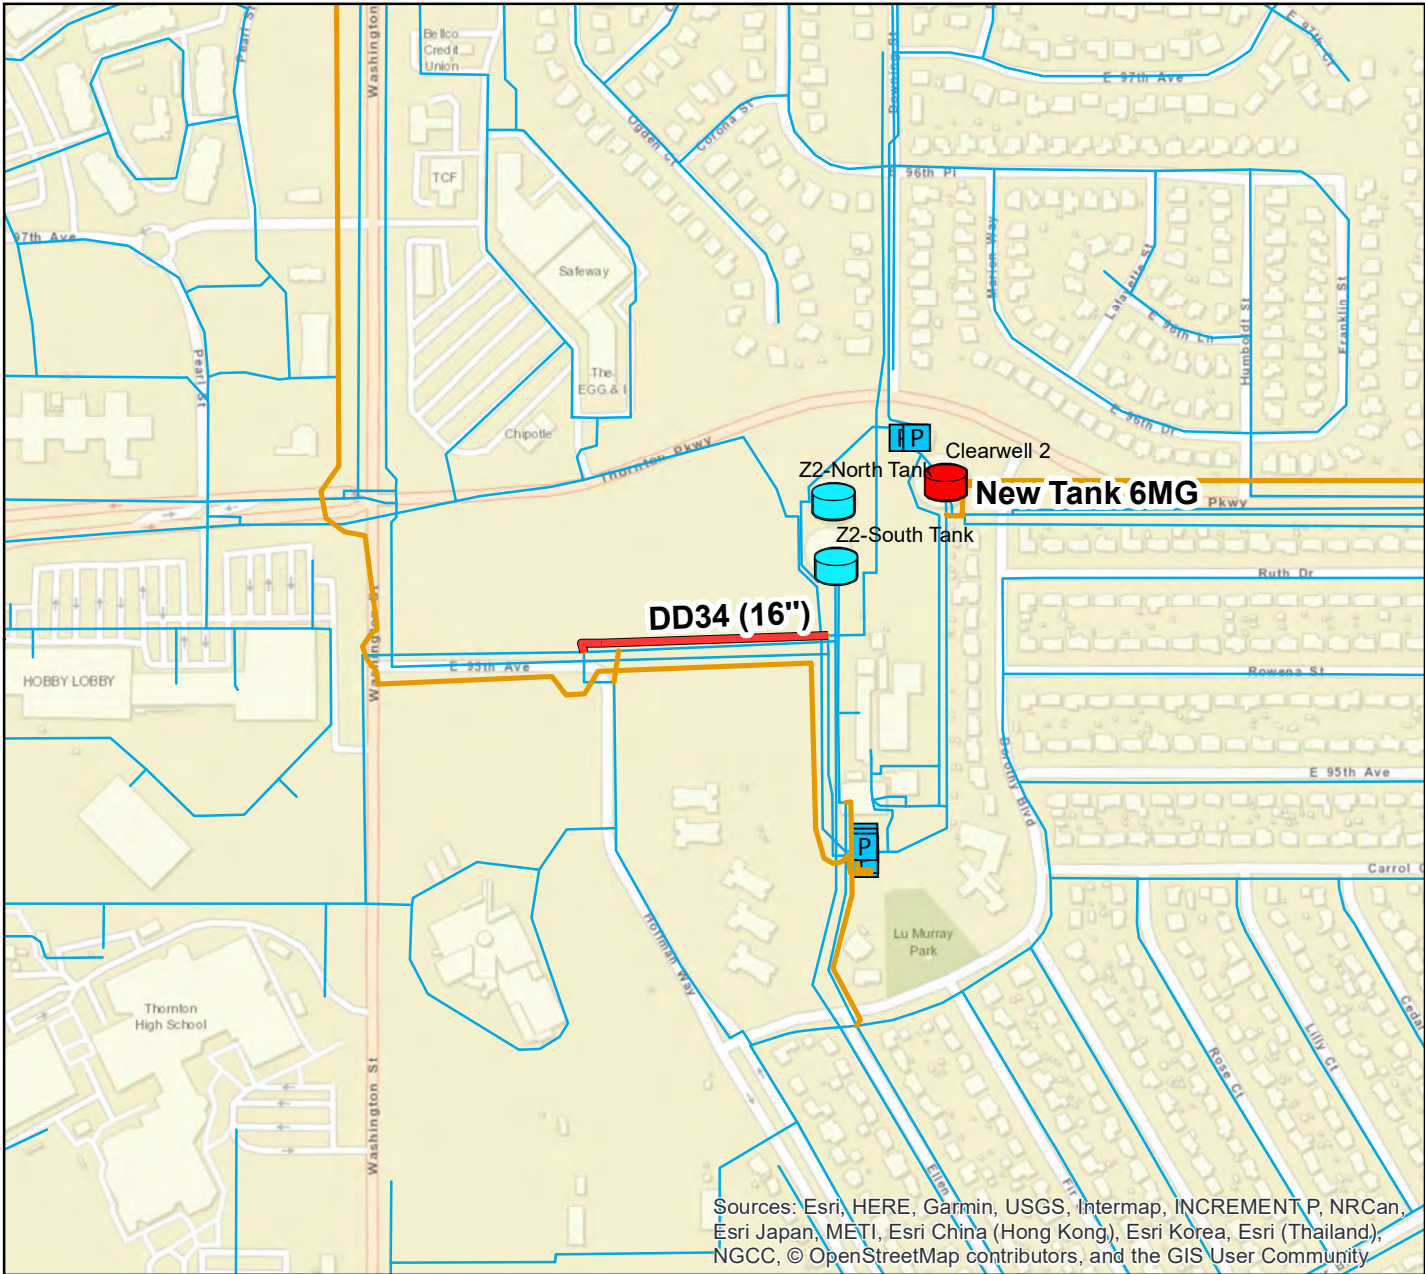 Pearl St
Washington
Bellco
Credit
Union
Downing St
E 97th Ct
E 97th Ave
Ogden Ct
Corona St
TCF
E 96th Pl
97th Ave
Safeway
Marion Way
Lafayette St
E 96th Ln
Humboldt St
Franklin St
Pearl St
The
EGG & I
E 96th Dr
Chipotle
Thornton Pkwy
P
Clearwell 2
Z2-North Tank
New Tank 6MG
Pkwy
Z2-South Tank
Ruth Dr
DD34 (16")
Washington St
E 95th Ave
HOBBY LOBBY
Rowena St
Dorothy Blvd
E 95th Ave
P
Carrol C
Hoffman Way
Lu Murray
Park
Thornton
High School
Cedar
Lilly Ct
Rose Ct
Washington St
Ellen
Fir
Sources: Esri, HERE, Garmin, USGS, Intermap, INCREMENT P, NRCan,
Esri Japan, METI, Esri China (Hong Kong), Esri Korea, Esri (Thailand),
NGCC, © OpenStreetMap contributors, and the GIS User Community